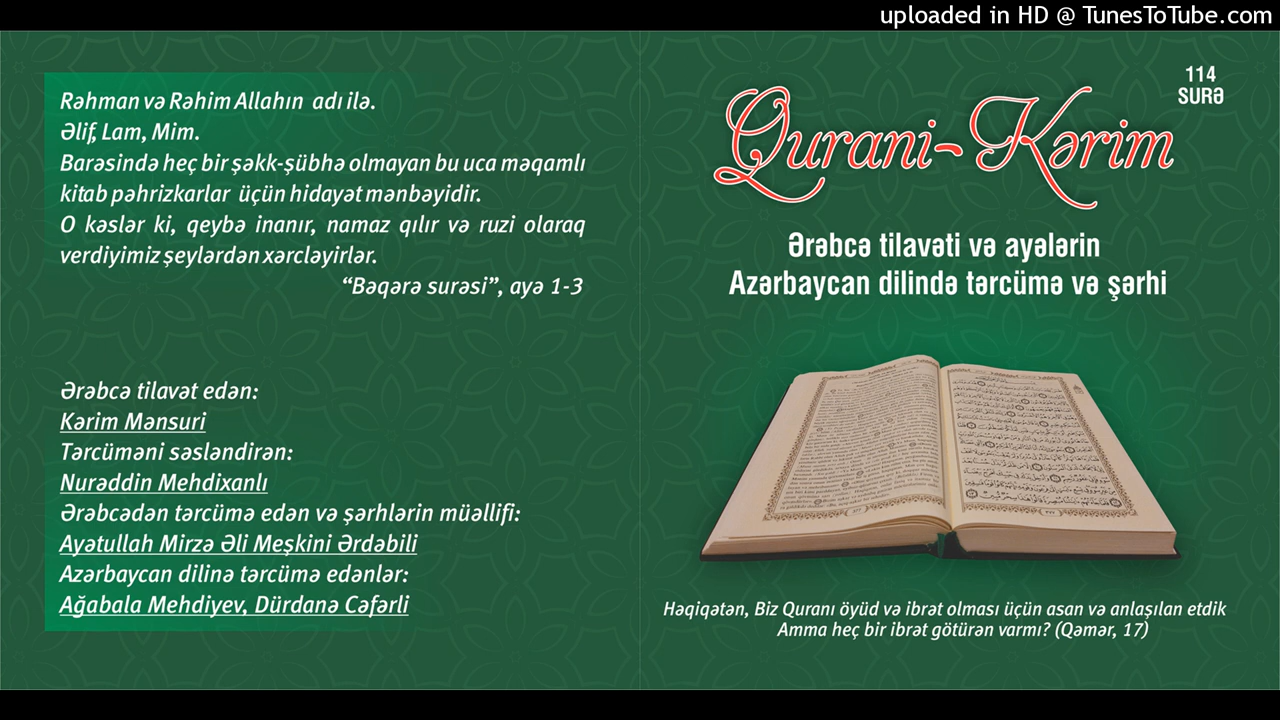 uploaded in HD @ TunesToTube.com
Rəhman və Rəhim Allahın adı ilə.
Əlif, Lam, Mim.
Barəsində heç bir şəkk-şübhə olmayan bu uca məqamlı
kitab pəhrizkarlar üçün hidayət mənbəyidir.
O kəslər ki, qeybə inanır, namaz qılır və ruzi olaraq
verdiyimiz şeylərdən xərcləyirlər.
“Bəqərə surəsi”, ayə 1-3
Ərəbcə tilavət edən:
Kərim Mənsuri
Tərcüməni səsləndirən:
Nurəddin Mehdixanlı
Ərəbcədən tərcümə edən və şərhlərin müəllifi:
Ayətullah Mirzə Əli Meşkini Ərdəbili
Azərbaycan dilinə tərcümə edənlər:
Ağabala Mehdiyev, Dürdanə Cəfərli
114
SURƏ
Qurani-Kərim
Ərəbcə tilavəti və ayələrin
Azərbaycan dilində tərcümə və şərhi
Həqiqətən, Biz Quranı öyüd və ibrət olması üçün asan və anlaşılan etdik
Amma heç bir ibrət götürən varmı? (Qəmər, 17)